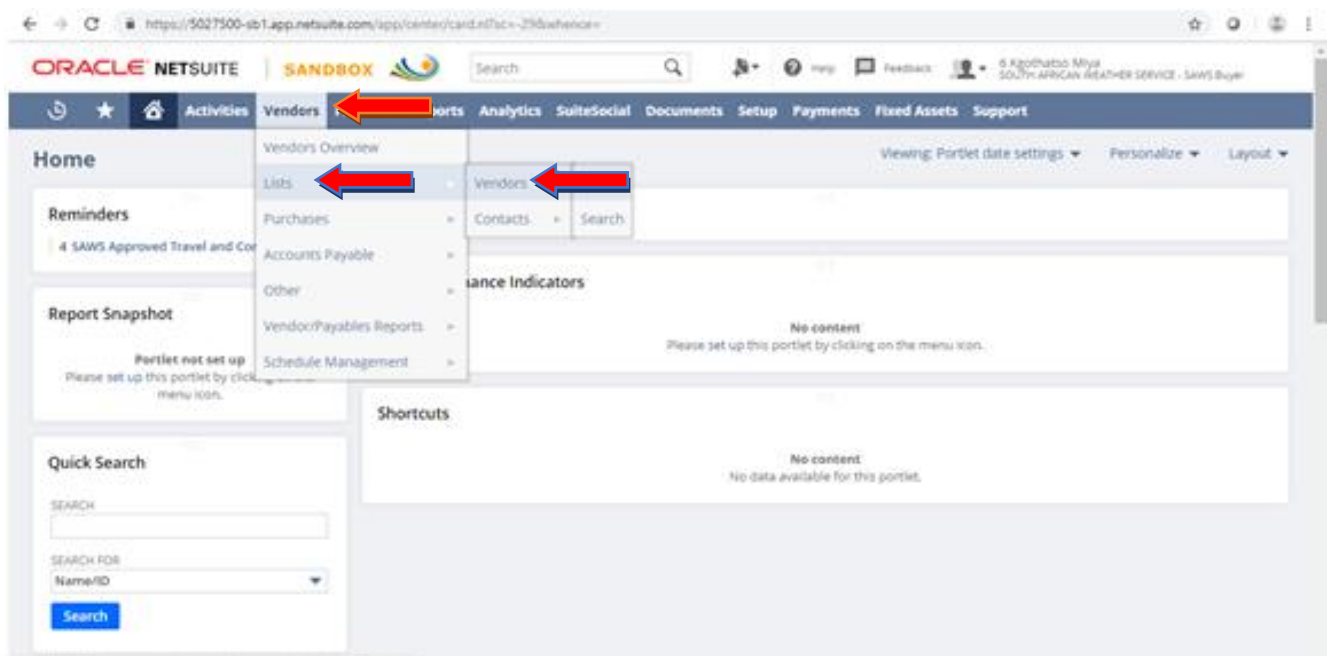 https://5027500-sb1.app.netsuite.com/app/center/card.nl?sc=-29&whence=
ORACLE NETSUITE SANDBOX Search Help Feedback Kgothatso Miya
SOUTH AFRICAN WEATHER SERVICE - SAWS Buyer
Activities Vendors Analytics SuiteSocial Documents Setup Payments Fixed Assets Support
Home Viewing: Portlet date settings Personalize Layout
Vendors Overview
Lists Vendors
Reminders
Purchases Contacts Search
4 SAWS Approved Travel and
Accounts Payable
Indicators
Other
Report Snapshot
Vendor/Payables Reports
No content
Please set up this portlet by clicking on the menu icon.
Portlet not set up
Schedule Management
Please set up this portlet by
menu icon.
Shortcuts
No content
No data available for this portlet.
Quick Search
SEARCH
SEARCH FOR
Name/ID
Search